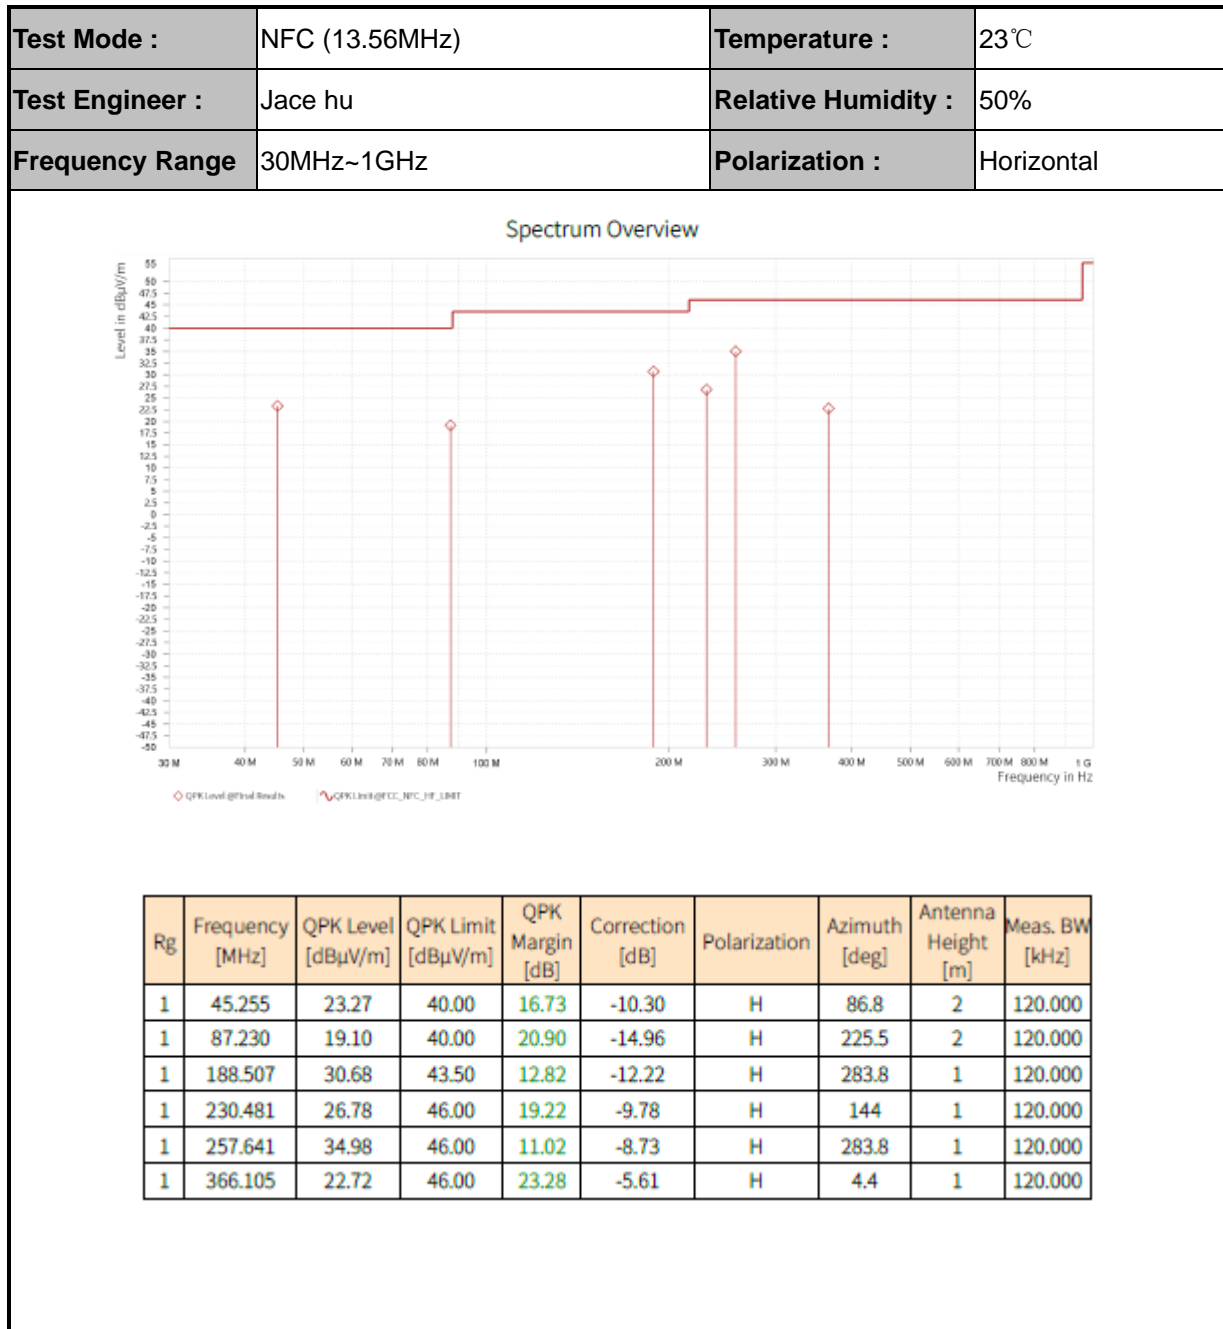 Test Mode : NFC (13.56MHz) Temperature : 23℃
Test Engineer : Jace hu Relative Humidity : 50%
Frequency Range 30MHz~1GHz Polarization : Horizontal
Spectrum Overview
Level in dBµV/m
55
50
47.5
45
42.5
40
37.5
35
32.5
30
27.5
25
22.5
20
17.5
15
12.5
10
7.5
5
2.5
0
-2.5
-5
-7.5
-10
-12.5
-15
-17.5
-20
-22.5
-25
-27.5
-30
-32.5
-35
-37.5
-40
-42.5
-45
-47.5
-50
30 M 40 M 50 M 60 M 70 M 80 M 100 M 200 M 300 M 400 M 500 M 600 M 700 M 800 M 1 G
Frequency in Hz
QPK Level @Final Results QPK Limit @FCC_NFC_HF_LIMIT
Rg Frequency [MHz] QPK Level [dBµV/m] QPK Limit [dBµV/m] QPK Margin [dB] Correction [dB] Polarization Azimuth [deg] Antenna Height [m] Meas. BW [kHz]
1 45.255 23.27 40.00 16.73 -10.30 H 86.8 2 120.000
1 87.230 19.10 40.00 20.90 -14.96 H 225.5 2 120.000
1 188.507 30.68 43.50 12.82 -12.22 H 283.8 1 120.000
1 230.481 26.78 46.00 19.22 -9.78 H 144 1 120.000
1 257.641 34.98 46.00 11.02 -8.73 H 283.8 1 120.000
1 366.105 22.72 46.00 23.28 -5.61 H 4.4 1 120.000